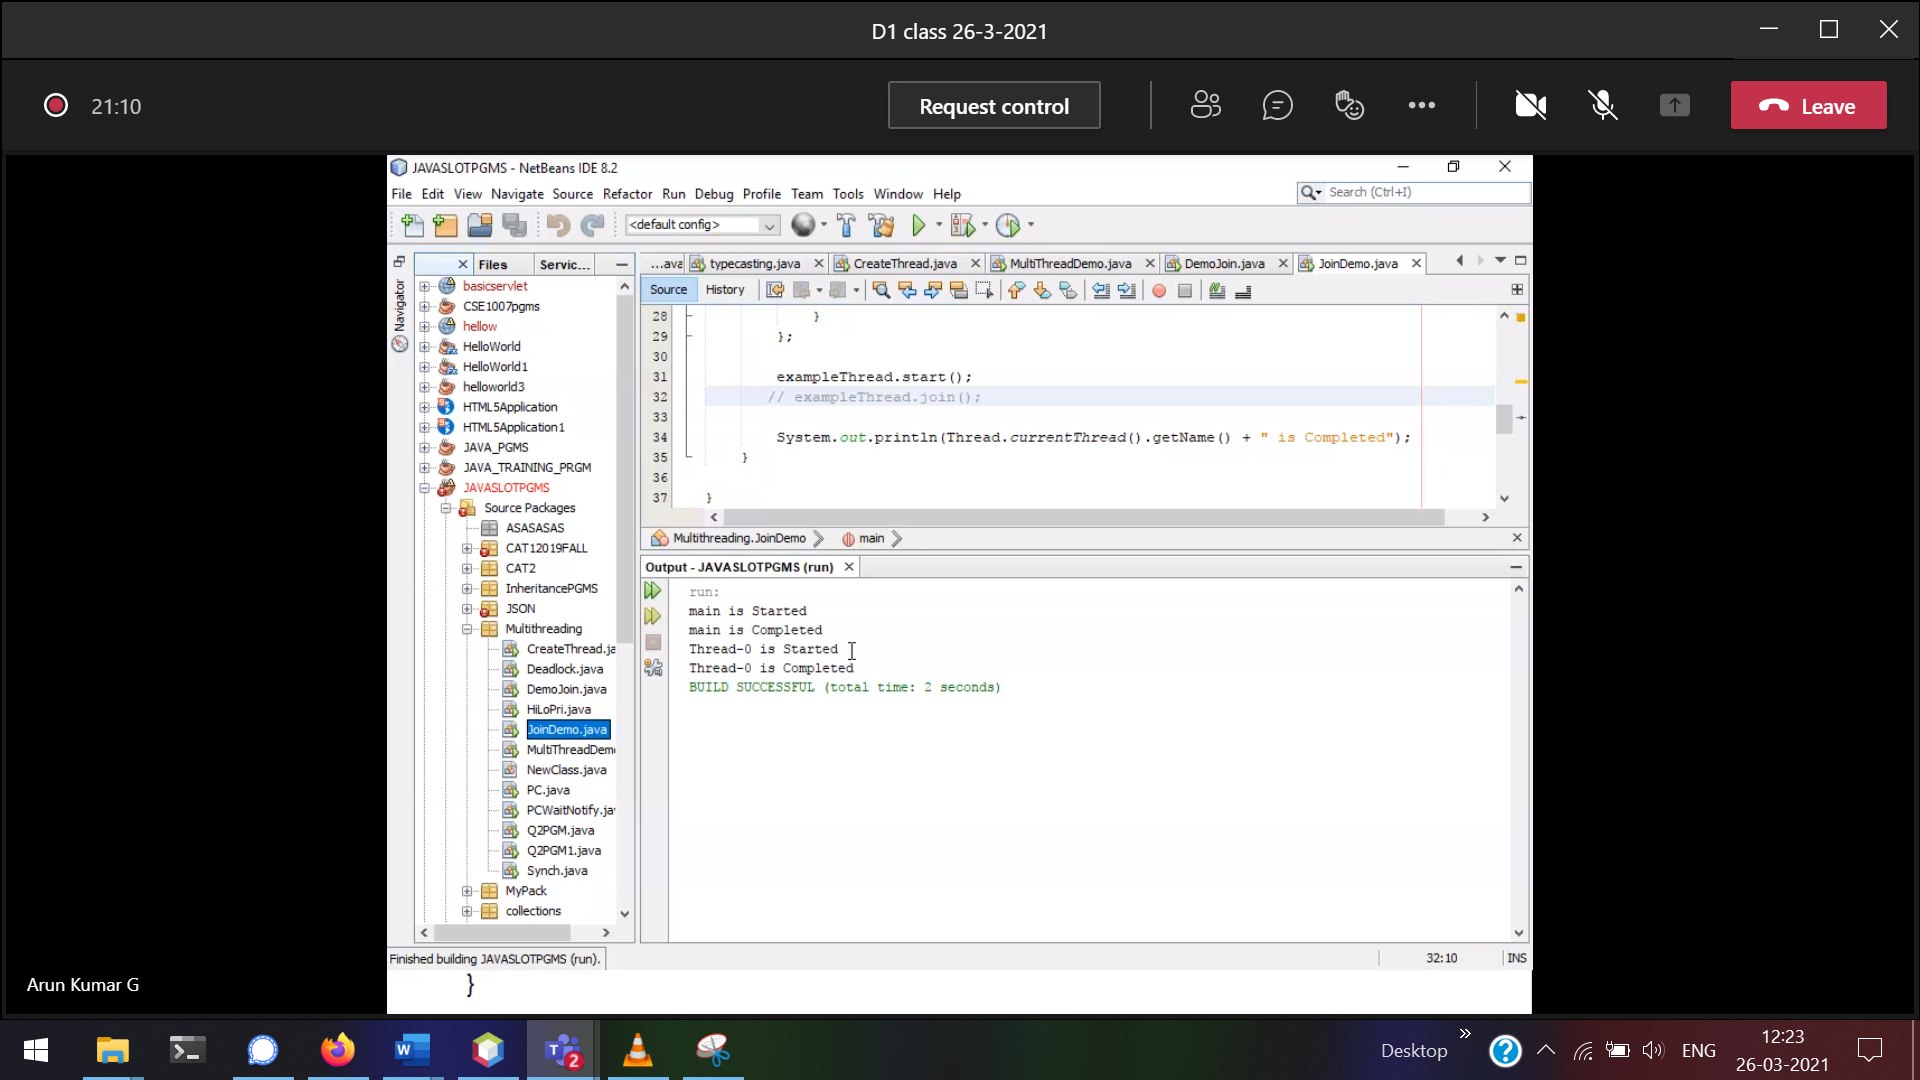 D1 class 26-3-2021
21:10
Request control
Leave
JAVASLOTPGMS - NetBeans IDE 8.2
File Edit View Navigate Source Refactor Run Debug Profile Team Tools Window Help
Search (Ctrl+I)
<default config>
Files Servic...
...ava typecasting.java CreateThread.java MultiThreadDemo.java DemoJoin.java JoinDemo.java
Source History
Navigator
basicservlet
CSE1007pgms
hellow
HelloWorld
HelloWorld1
helloworld3
HTML5Application
HTML5Application1
JAVA_PGMS
JAVA_TRAINING_PRGM
JAVASLOTPGMS
Source Packages
ASASASAS
CAT12019FALL
CAT2
InheritancePGMS
JSON
Multithreading
CreateThread.ja
Deadlock.java
DemoJoin.java
HiLoPri.java
JoinDemo.java
MultiThreadDem
NewClass.java
PC.java
PCWaitNotify.ja
Q2PGM.java
Q2PGM1.java
Synch.java
MyPack
collections
28 }
29 };
30
31 exampleThread.start();
32 // exampleThread.join();
33
34 System.out.println(Thread.currentThread().getName() + " is Completed");
35 }
36
37 }
Multithreading.JoinDemo main
Output - JAVASLOTPGMS (run)
run:
main is Started
main is Completed
Thread-0 is Started
Thread-0 is Completed
BUILD SUCCESSFUL (total time: 2 seconds)
Finished building JAVASLOTPGMS (run).
32:10 INS
}
Arun Kumar G
2
Desktop
ENG
12:23
26-03-2021